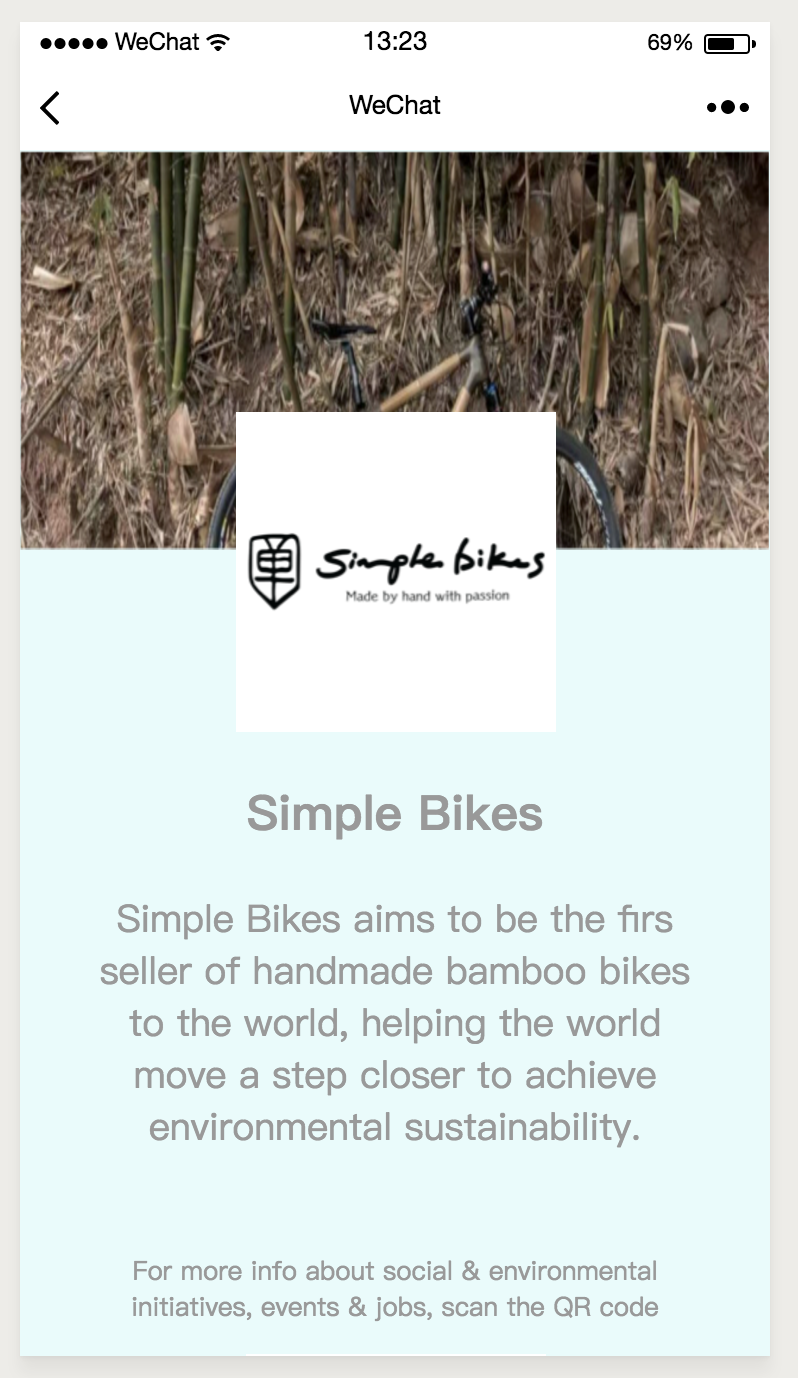 WeChat
13:23
69%
WeChat
单 Simple bikes
Made by hand with passion
Simple Bikes
Simple Bikes aims to be the firs
seller of handmade bamboo bikes
to the world, helping the world
move a step closer to achieve
environmental sustainability.
For more info about social & environmental
initiatives, events & jobs, scan the QR code